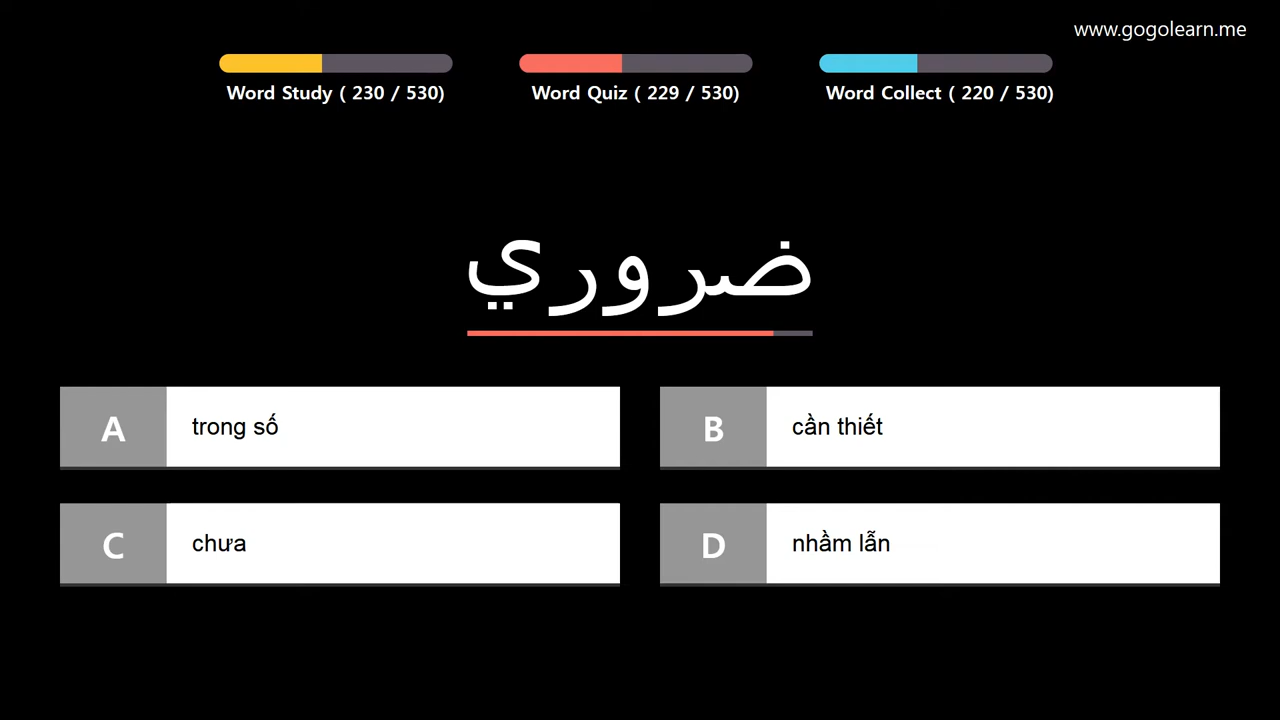 www.gogolearn.me
Word Study ( 230 / 530)
Word Quiz ( 229 / 530)
Word Collect ( 220 / 530)
ضروري
A trong số
B cần thiết
C chưa
D nhầm lẫn